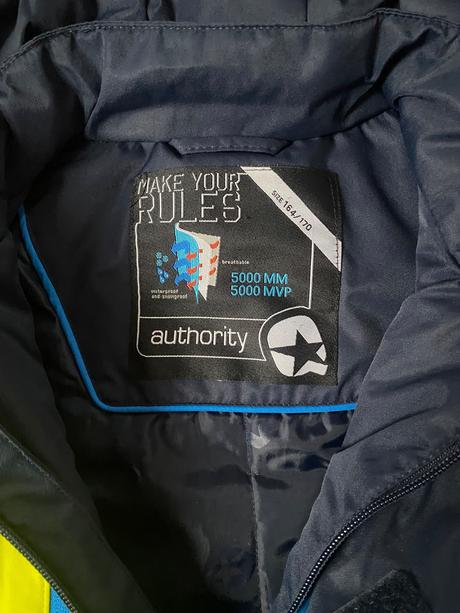 MAKE YOUR
RULES
SIZE 164/170
breathable
waterproof
and snowproof
5000 MM
5000 MVP
authority